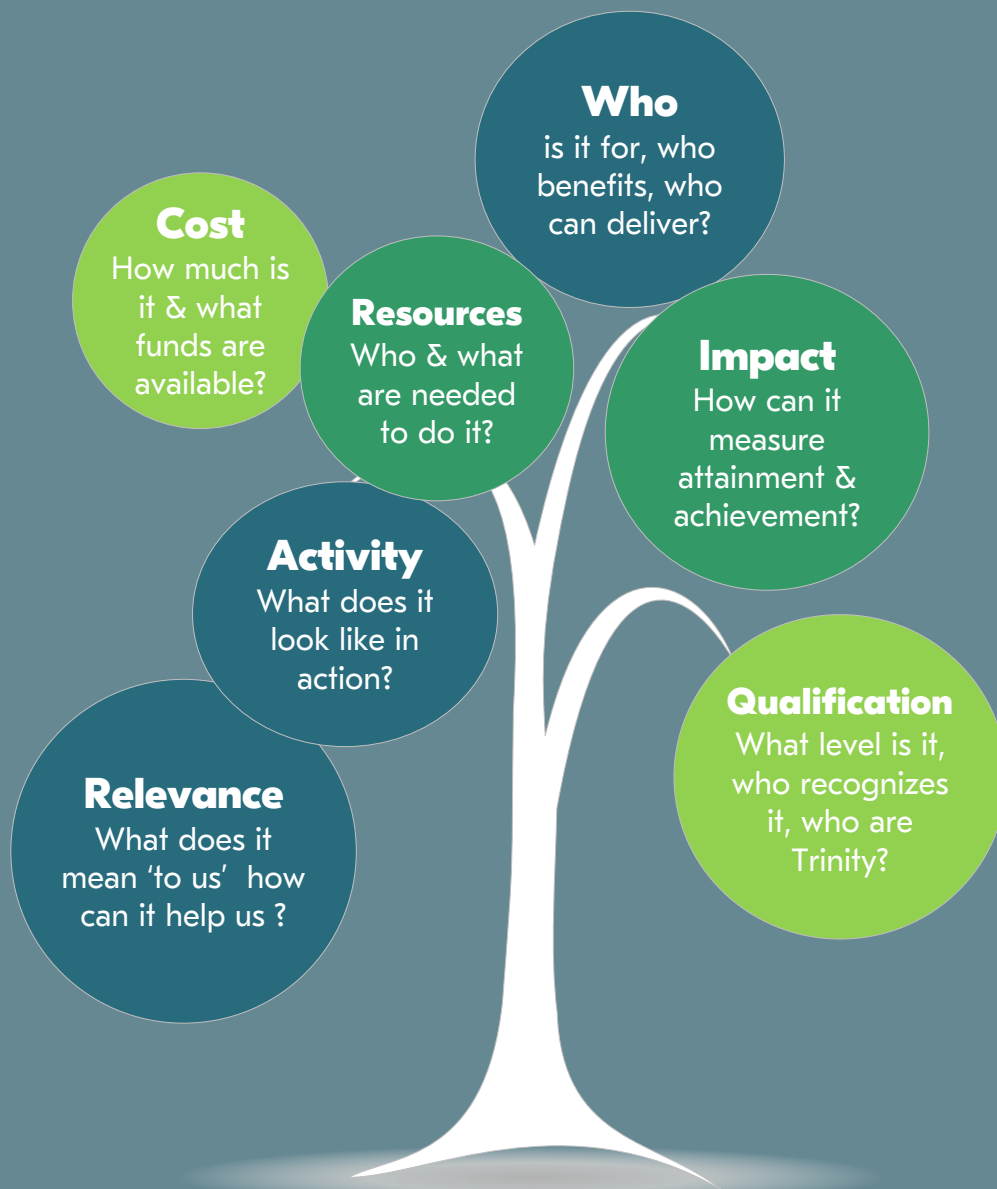 Who
is it for, who
benefits, who
can deliver?
Cost
How much is
it & what
funds are
available?
Resources
Who & what
are needed
to do it?
Impact
How can it
measure
attainment &
achievement?
Activity
What does it
look like in
action?
Qualification
What level is it,
who recognizes
it, who are
Trinity?
Relevance
What does it
mean ‘to us’  how
can it help us ?